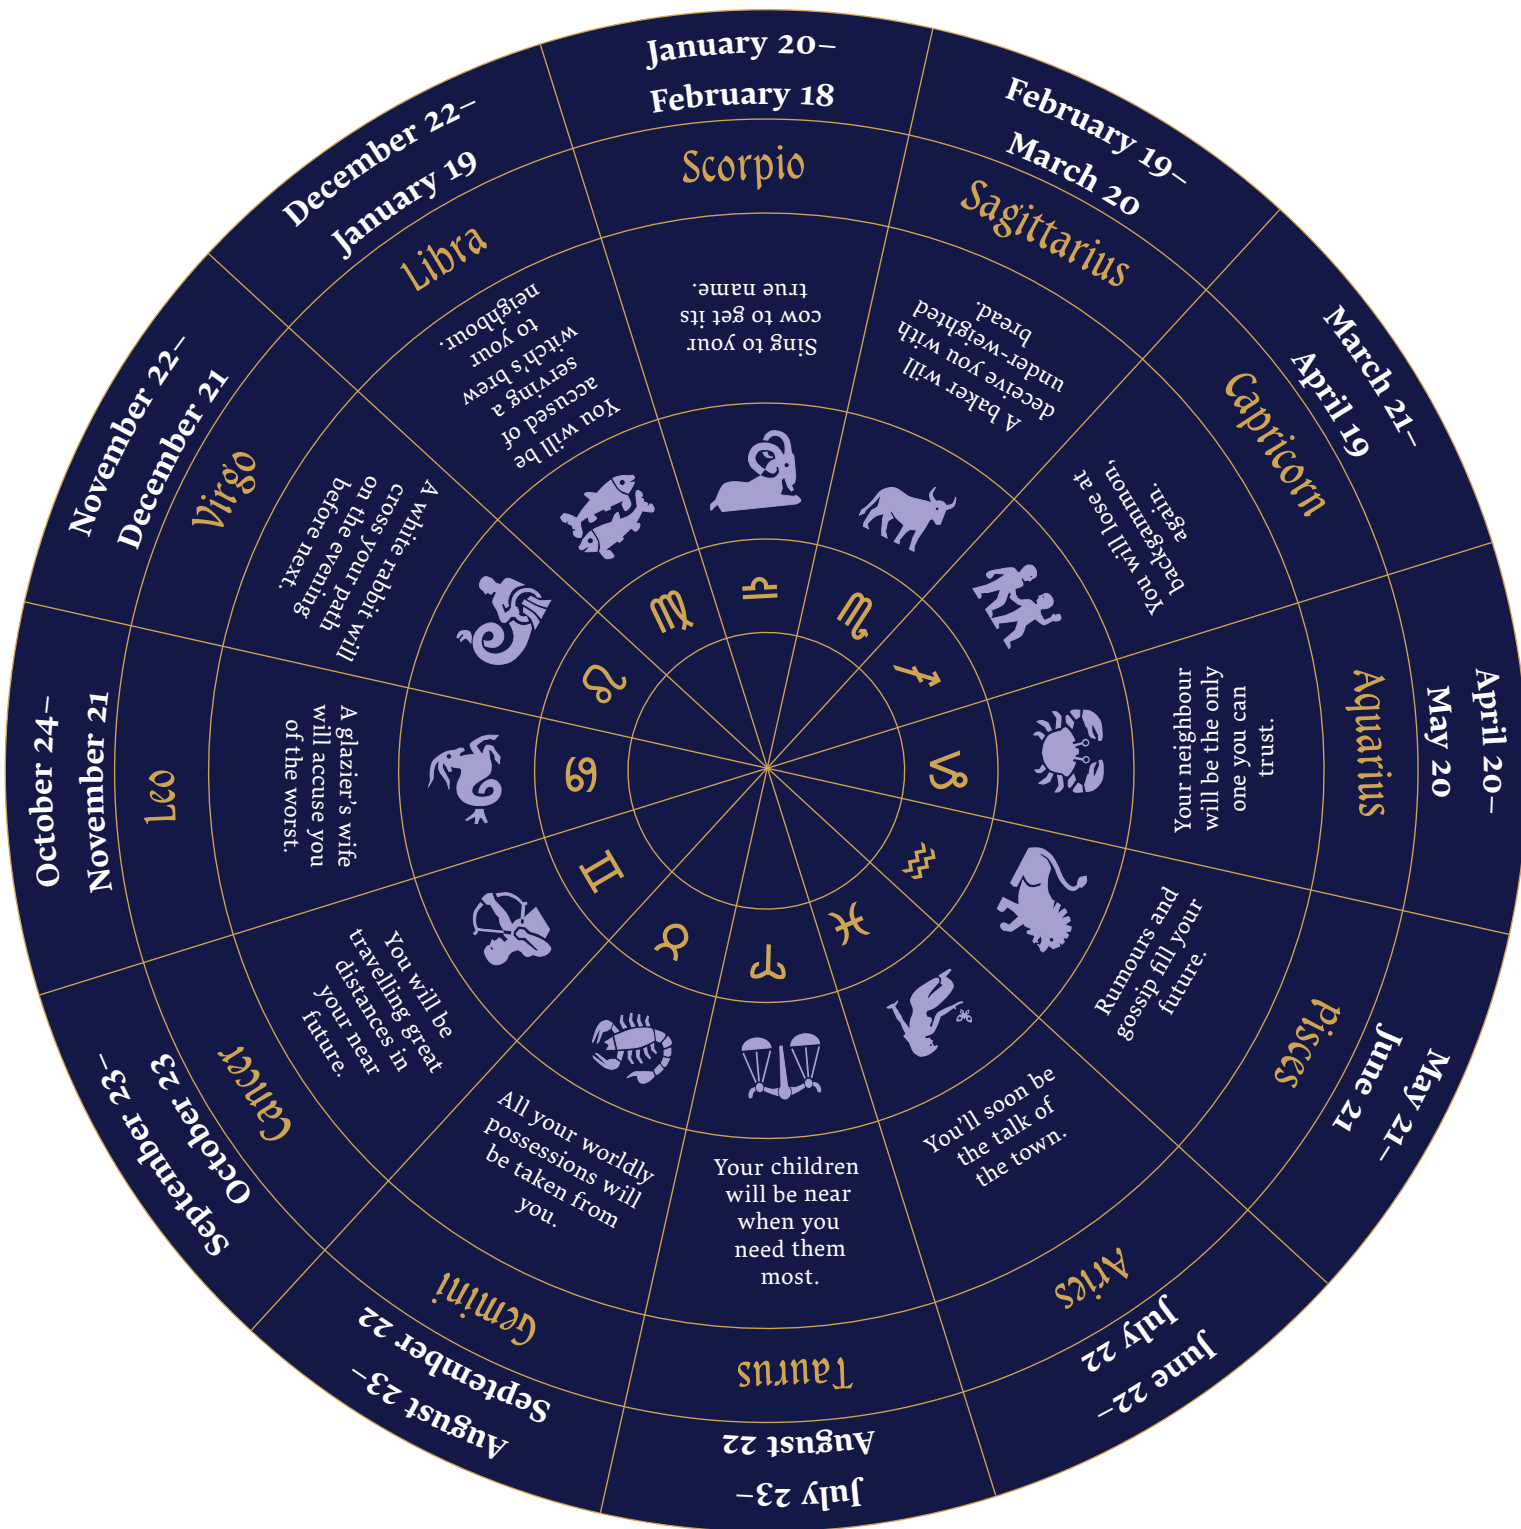 January 20–
February 18
Scorpio
Sing to your
cow to get its
true name.
February 19–
March 20
Sagittarius
A baker will
deceive you with
under-weighted
bread.
March 21–
April 19
Capricorn
You will lose at
backgammon,
again.
April 20–
May 20
Aquarius
Your neighbour
will be the only
one you can
trust.
May 21–
June 21
Pisces
Rumours and
gossip fill your
future.
June 22–
July 22
Aries
You’ll soon be
the talk of
the town.
July 23–
August 22
Taurus
Your children
will be near
when you
need them
most.
August 23–
September 22
Gemini
All your worldly
possessions will
be taken from
you.
September 23–
October 23
Cancer
You will be
travelling great
distances in
your near
future.
October 24–
November 21
Leo
A glazier’s wife
will accuse you
of the worst.
November 22–
December 21
Virgo
A white rabbit will
cross your path
on the evening
before next.
December 22–
January 19
Libra
You will be
accused of
serving a
witch’s brew
to your
neighbour.
♎
♏
♐
♑
♒
♓
♈
♉
♊
♋
♌
♍